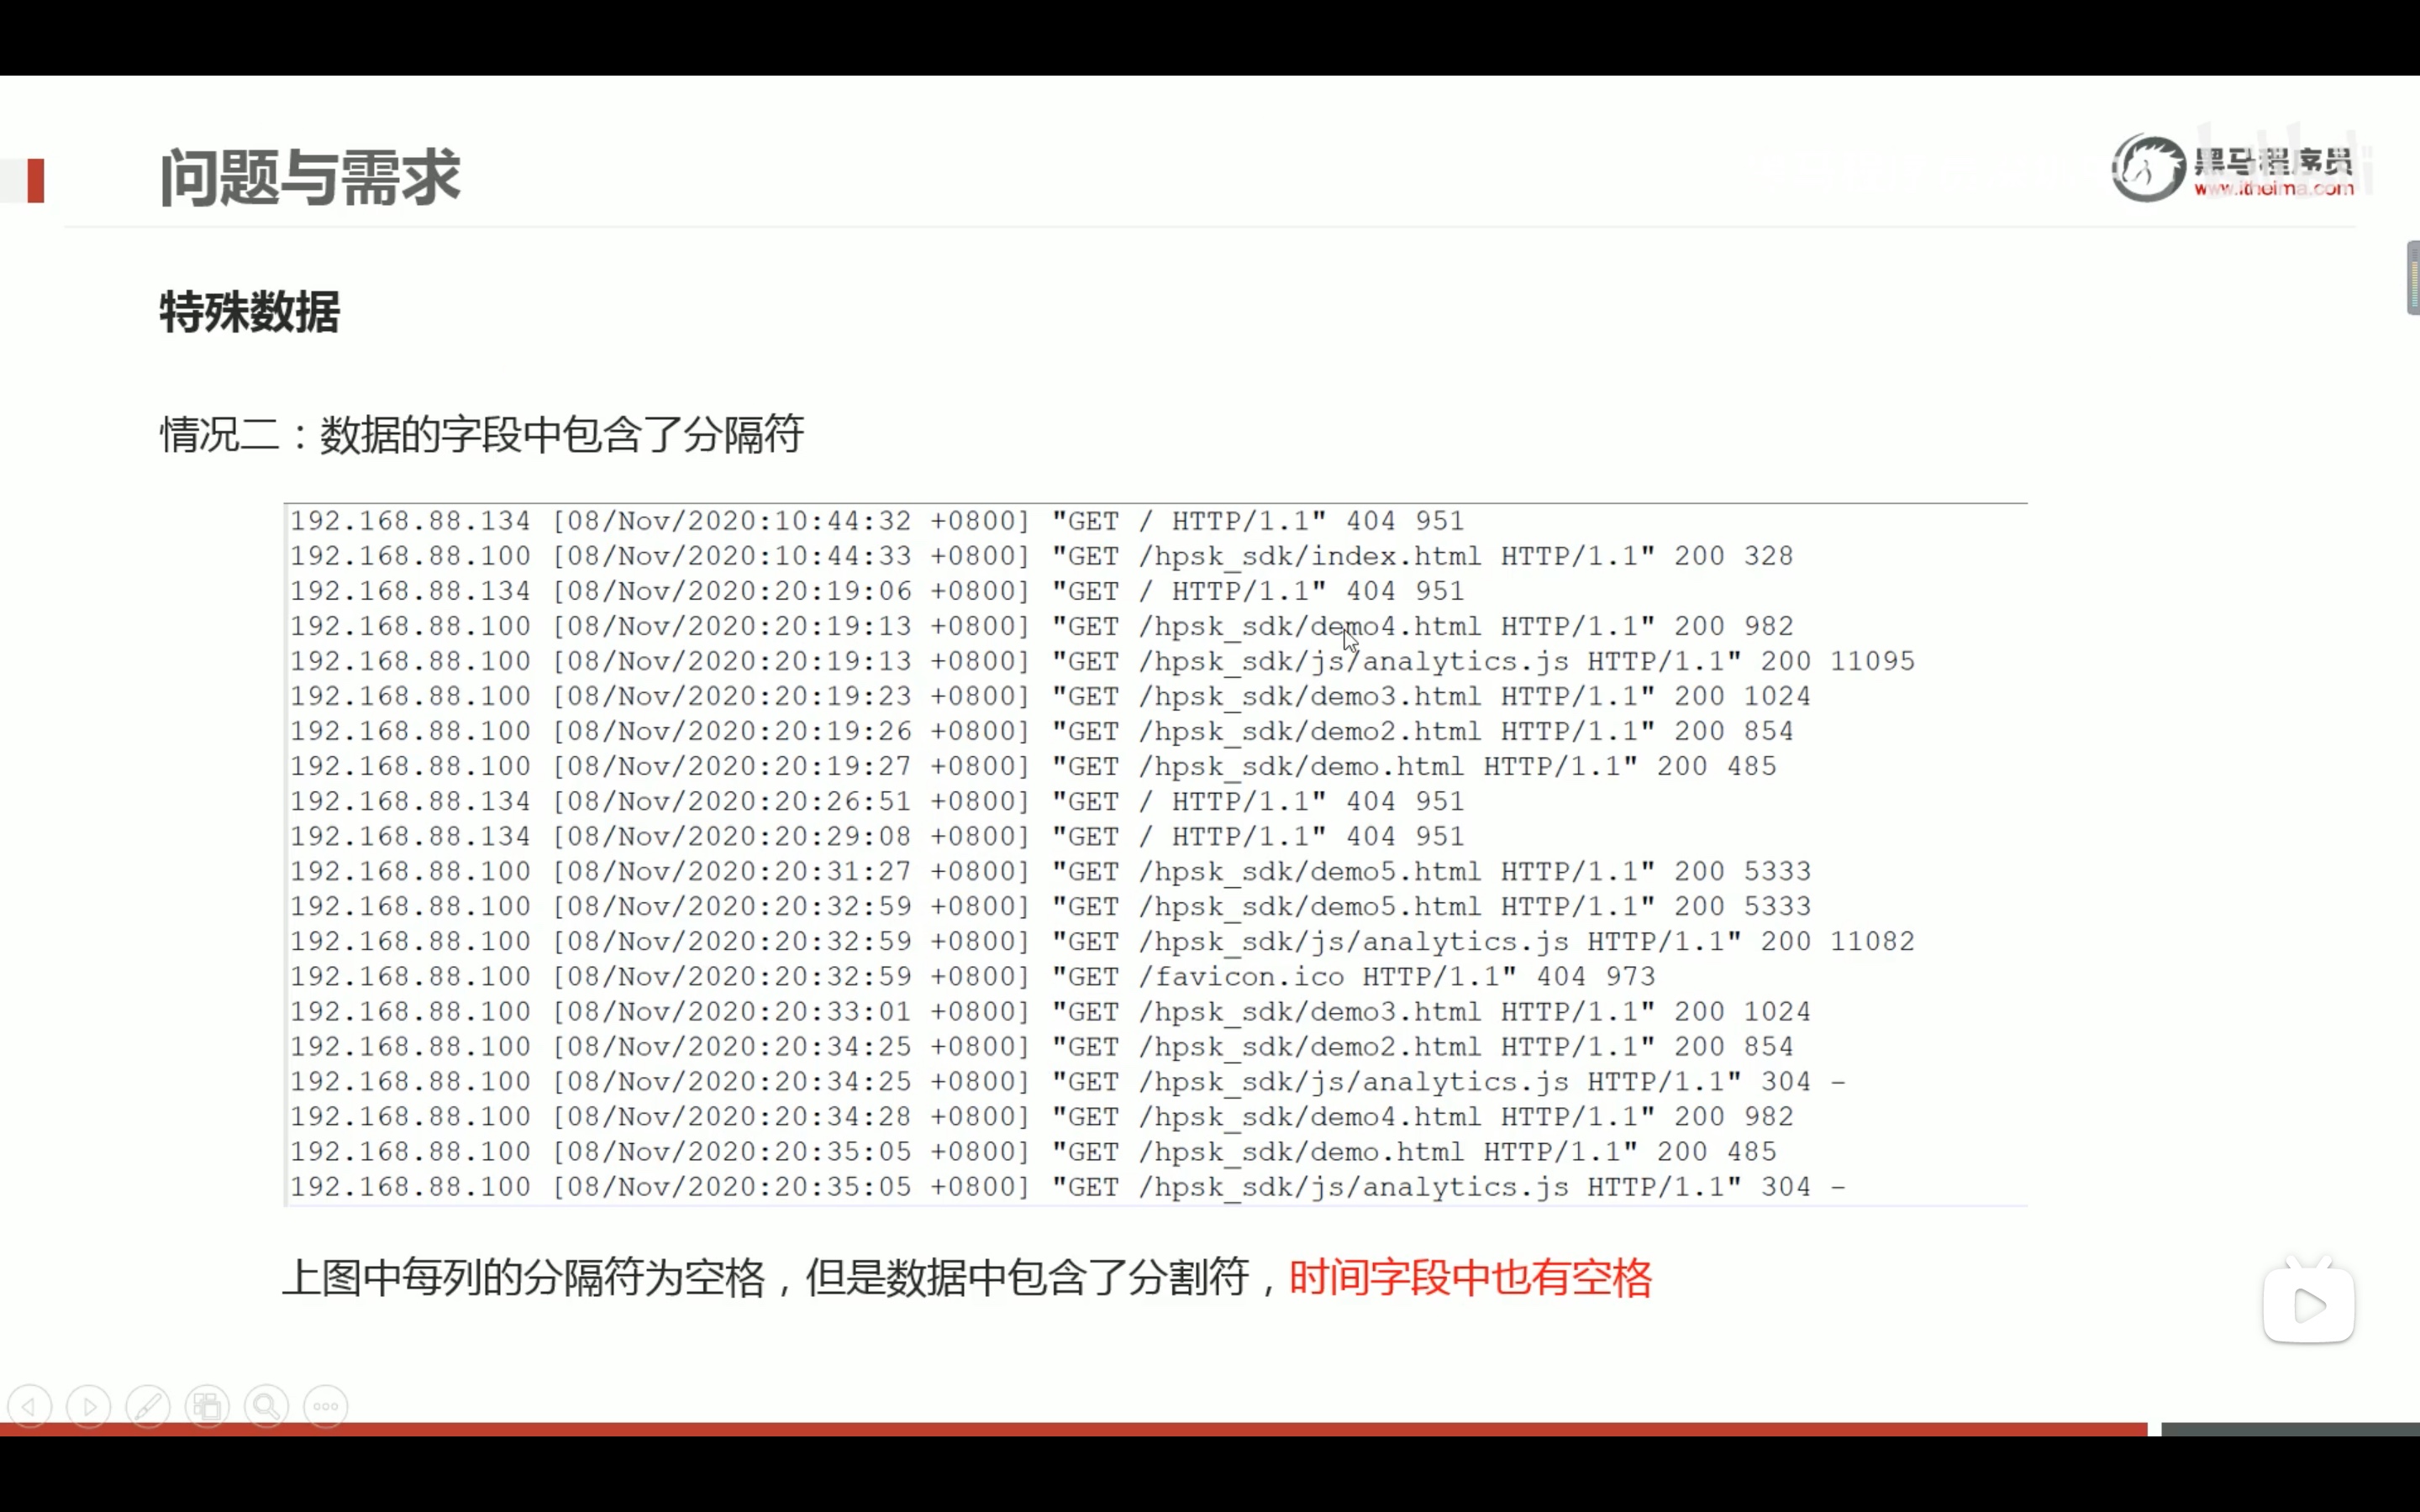 问题与需求
黑马程序员
www.itheima.com
特殊数据
情况二：数据的字段中包含了分隔符
192.168.88.134 [08/Nov/2020:10:44:32 +0800] "GET / HTTP/1.1" 404 951
192.168.88.100 [08/Nov/2020:10:44:33 +0800] "GET /hpsk_sdk/index.html HTTP/1.1" 200 328
192.168.88.134 [08/Nov/2020:20:19:06 +0800] "GET / HTTP/1.1" 404 951
192.168.88.100 [08/Nov/2020:20:19:13 +0800] "GET /hpsk_sdk/demo4.html HTTP/1.1" 200 982
192.168.88.100 [08/Nov/2020:20:19:13 +0800] "GET /hpsk_sdk/js/analytics.js HTTP/1.1" 200 11095
192.168.88.100 [08/Nov/2020:20:19:23 +0800] "GET /hpsk_sdk/demo3.html HTTP/1.1" 200 1024
192.168.88.100 [08/Nov/2020:20:19:26 +0800] "GET /hpsk_sdk/demo2.html HTTP/1.1" 200 854
192.168.88.100 [08/Nov/2020:20:19:27 +0800] "GET /hpsk_sdk/demo.html HTTP/1.1" 200 485
192.168.88.134 [08/Nov/2020:20:26:51 +0800] "GET / HTTP/1.1" 404 951
192.168.88.134 [08/Nov/2020:20:29:08 +0800] "GET / HTTP/1.1" 404 951
192.168.88.100 [08/Nov/2020:20:31:27 +0800] "GET /hpsk_sdk/demo5.html HTTP/1.1" 200 5333
192.168.88.100 [08/Nov/2020:20:32:59 +0800] "GET /hpsk_sdk/demo5.html HTTP/1.1" 200 5333
192.168.88.100 [08/Nov/2020:20:32:59 +0800] "GET /hpsk_sdk/js/analytics.js HTTP/1.1" 200 11082
192.168.88.100 [08/Nov/2020:20:32:59 +0800] "GET /favicon.ico HTTP/1.1" 404 973
192.168.88.100 [08/Nov/2020:20:33:01 +0800] "GET /hpsk_sdk/demo3.html HTTP/1.1" 200 1024
192.168.88.100 [08/Nov/2020:20:34:25 +0800] "GET /hpsk_sdk/demo2.html HTTP/1.1" 200 854
192.168.88.100 [08/Nov/2020:20:34:25 +0800] "GET /hpsk_sdk/js/analytics.js HTTP/1.1" 304 -
192.168.88.100 [08/Nov/2020:20:34:28 +0800] "GET /hpsk_sdk/demo4.html HTTP/1.1" 200 982
192.168.88.100 [08/Nov/2020:20:35:05 +0800] "GET /hpsk_sdk/demo.html HTTP/1.1" 200 485
192.168.88.100 [08/Nov/2020:20:35:05 +0800] "GET /hpsk_sdk/js/analytics.js HTTP/1.1" 304 -
上图中每列的分隔符为空格，但是数据中包含了分割符，时间字段中也有空格